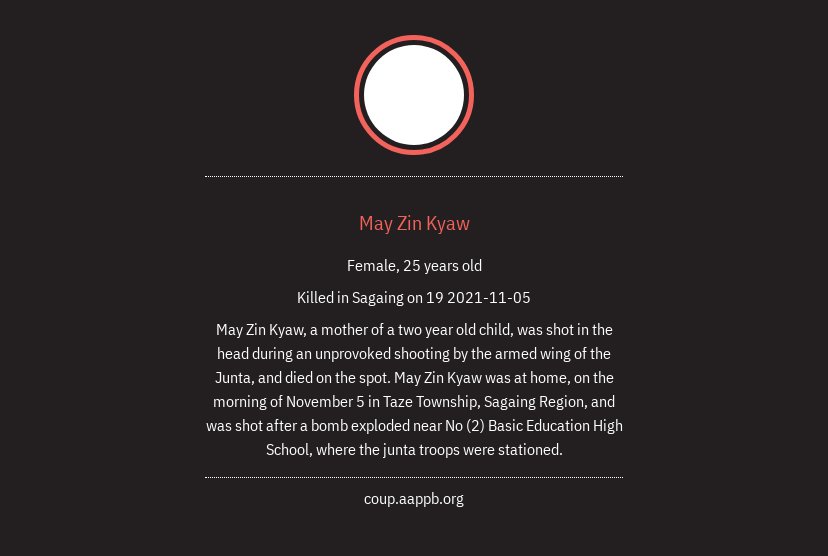 May Zin Kyaw
Female, 25 years old
Killed in Sagaing on 19 2021-11-05
May Zin Kyaw, a mother of a two year old child, was shot in the
head during an unprovoked shooting by the armed wing of the
Junta, and died on the spot. May Zin Kyaw was at home, on the
morning of November 5 in Taze Township, Sagaing Region, and
was shot after a bomb exploded near No (2) Basic Education High
School, where the junta troops were stationed.
coup.aappb.org